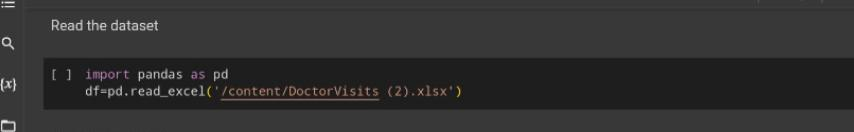 Read the dataset
{x}
[ ] import pandas as pd
df=pd.read_excel('/content/DoctorVisits (2).xlsx')